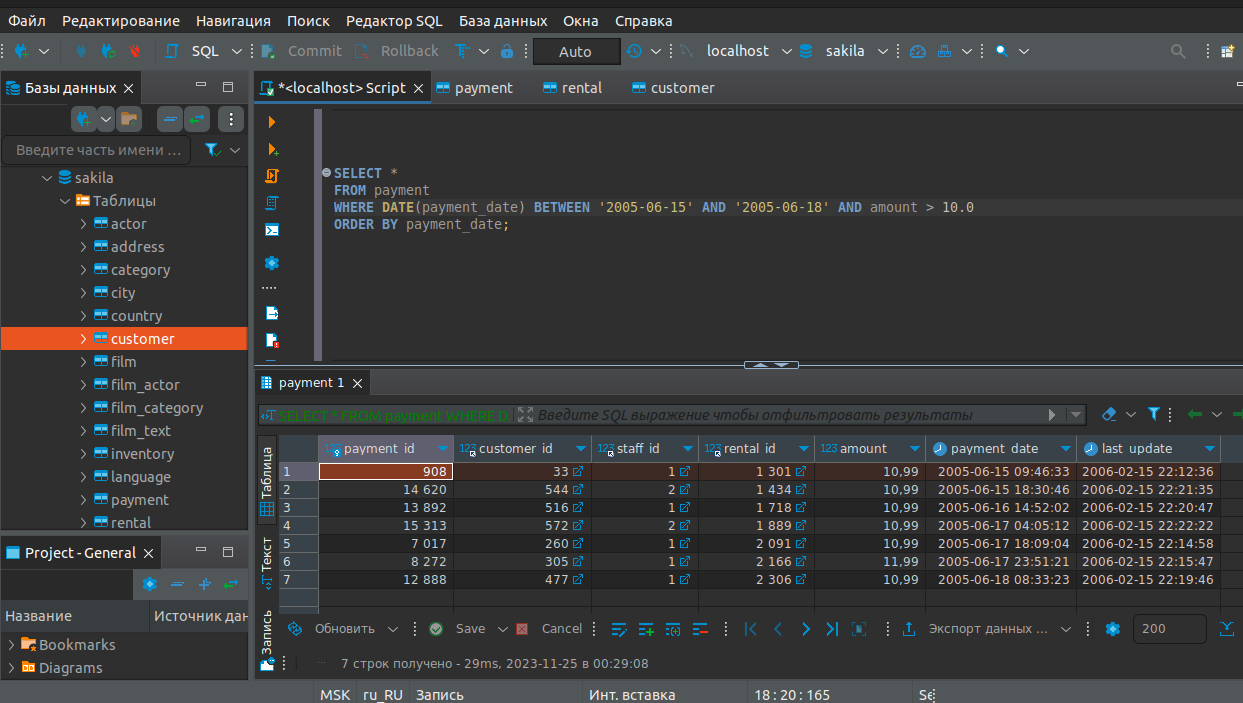 Файл Редактирование Навигация Поиск Редактор SQL База данных Окна Справка
SQL Commit Rollback Auto localhost sakila
Базы данных
*<localhost> Script payment rental customer
Введите часть имени ...
sakila
Таблицы
actor
address
category
city
country
customer
film
film_actor
film_category
film_text
inventory
language
payment
rental
SELECT *
FROM payment
WHERE DATE(payment_date) BETWEEN '2005-06-15' AND '2005-06-18' AND amount > 10.0
ORDER BY payment_date;
Project - General
Название Источник дан
Bookmarks
Diagrams
payment 1
SELECT * FROM payment WHERE D Введите SQL выражение чтобы отфильтровать результаты
Таблица
Текст
Запись
123 payment_id 123 customer_id 123 staff_id 123 rental_id 123 amount payment_date last_update
1 908 33 1 1 301 10,99 2005-06-15 09:46:33 2006-02-15 22:12:36
2 14 620 544 2 1 434 10,99 2005-06-15 18:30:46 2006-02-15 22:21:35
3 13 892 516 1 1 718 10,99 2005-06-16 14:52:02 2006-02-15 22:20:47
4 15 313 572 2 1 889 10,99 2005-06-17 04:05:12 2006-02-15 22:22:22
5 7 017 260 1 2 091 10,99 2005-06-17 18:09:04 2006-02-15 22:14:58
6 8 272 305 1 2 166 11,99 2005-06-17 23:51:21 2006-02-15 22:15:47
7 12 888 477 1 2 306 10,99 2005-06-18 08:33:23 2006-02-15 22:19:46
Обновить Save Cancel Экспорт данных ... 200
7 строк получено - 29ms, 2023-11-25 в 00:29:08
MSK ru_RU Запись Инт. вставка 18 : 20 : 165